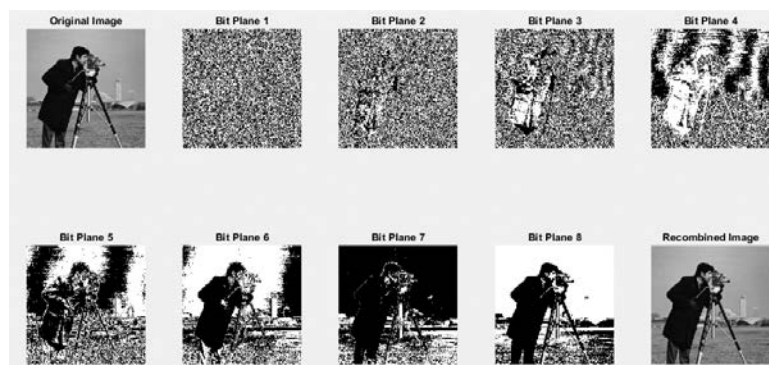 Original Image
Bit Plane 1
Bit Plane 2
Bit Plane 3
Bit Plane 4
Bit Plane 5
Bit Plane 6
Bit Plane 7
Bit Plane 8
Recombined Image